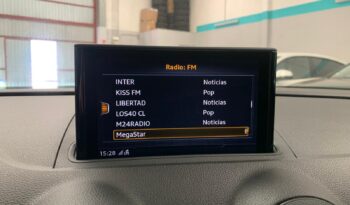 Radio: FM
INTER Noticias
KISS FM Pop
LIBERTAD Noticias
LOS40 CL Pop
M24RADIO Noticias
MegaStar
15:28